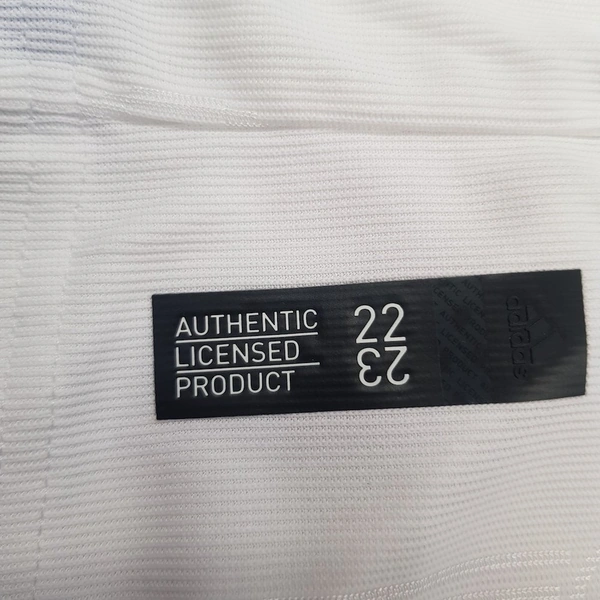 AUTHENTIC
LICENSED
PRODUCT
22
23
adidas